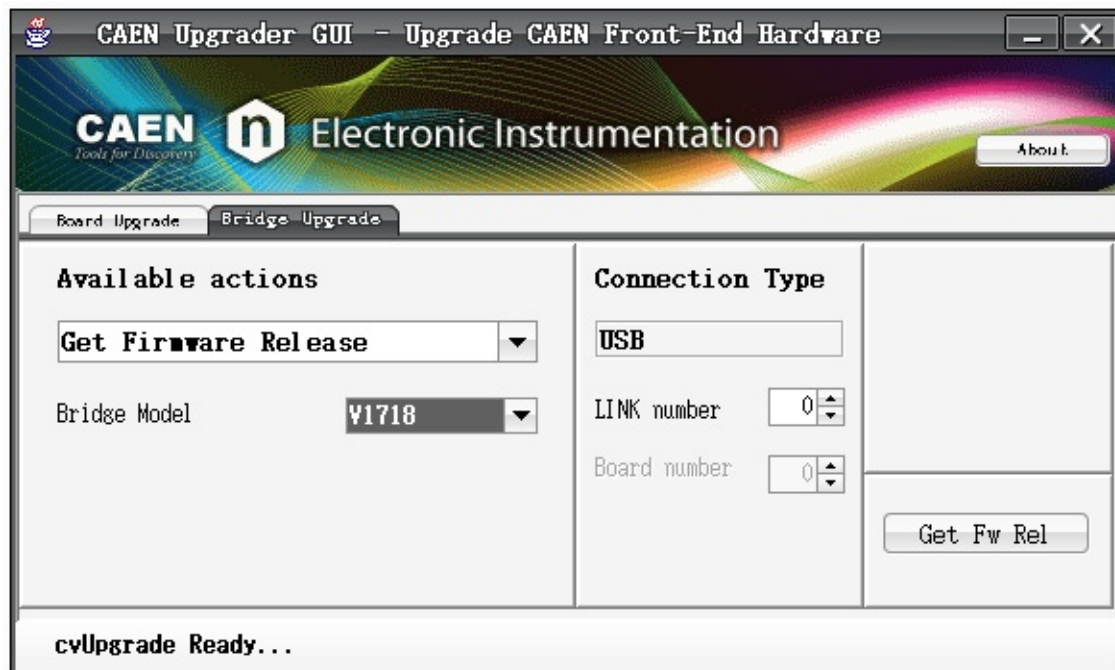 CAEN Upgrader GUI - Upgrade CAEN Front-End Hardware
CAEN n Electronic Instrumentation
Tools for Discovery
About
Board Upgrade Bridge Upgrade
Available actions
Get Firmware Release
Bridge Model V1718
Connection Type
USB
LINK number 0
Board number 0
Get Fw Rel
cvUpgrade Ready...